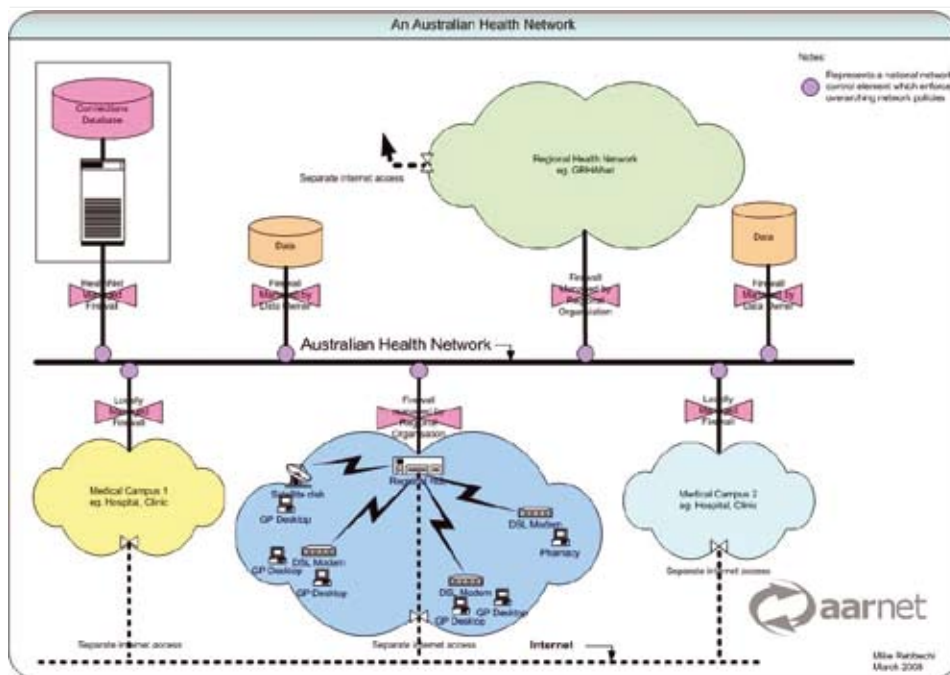 An Australian Health Network
Notes:
Represents a national network
control element which enforce
overarching network policies
Connections
Database
Regional Health Network
eg. GRHANet
Separate internet access
Data
Data
Managed
Firewall
Firewall
Managed by
Data Owner
Firewall
Managed by
Regional
Organisation
Firewall
Managed by
Data Owner
Australian Health Network
Locally
Managed
Firewall
Firewall
managed by
Regional
Organisation
Locally
Managed
Firewall
Medical Campus 1
eg. Hospital, Clinic
Satellite dish
GP Desktop
Regional Hub
DSL Modem
Pharmacy
GP Desktop
DSL Modem
GP Desktop
DSL Modem
GP Desktop
GP Desktop
Medical Campus 2
eg. Hospital, Clinic
Separate internet access
aarnet
Separate internet access
Separate internet access
Internet
March 2008